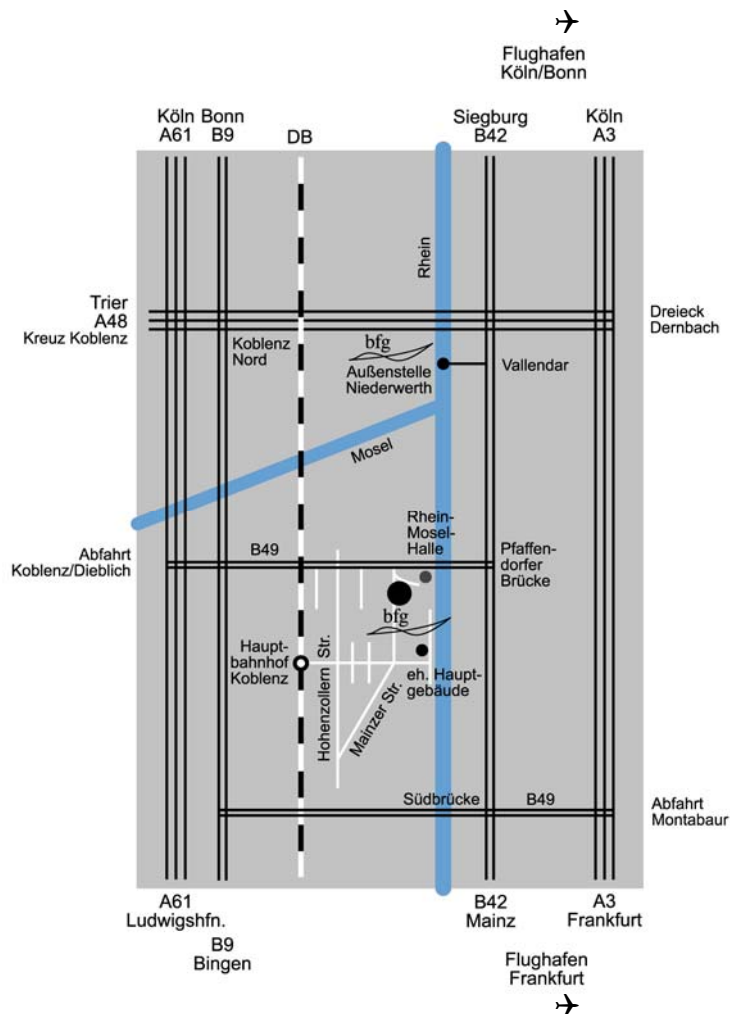 Flughafen
Köln/Bonn
Köln Bonn
A61 B9
DB
Siegburg
B42
Köln
A3
Rhein
Trier
A48
Kreuz Koblenz
Dreieck
Dernbach
Koblenz
Nord
bfg
Außenstelle
Niederwerth
Vallendar
Mosel
Rhein-
Mosel-
Halle
Abfahrt
Koblenz/Dieblich
B49
Pfaffen-
dorfer
Brücke
bfg
Haupt-
bahnhof
Koblenz
Hohenzollern Str.
Mainzer Str.
eh. Haupt-
gebäude
Südbrücke
B49
Abfahrt
Montabaur
A61
Ludwigshfn.
B9
Bingen
B42
Mainz
A3
Frankfurt
Flughafen
Frankfurt